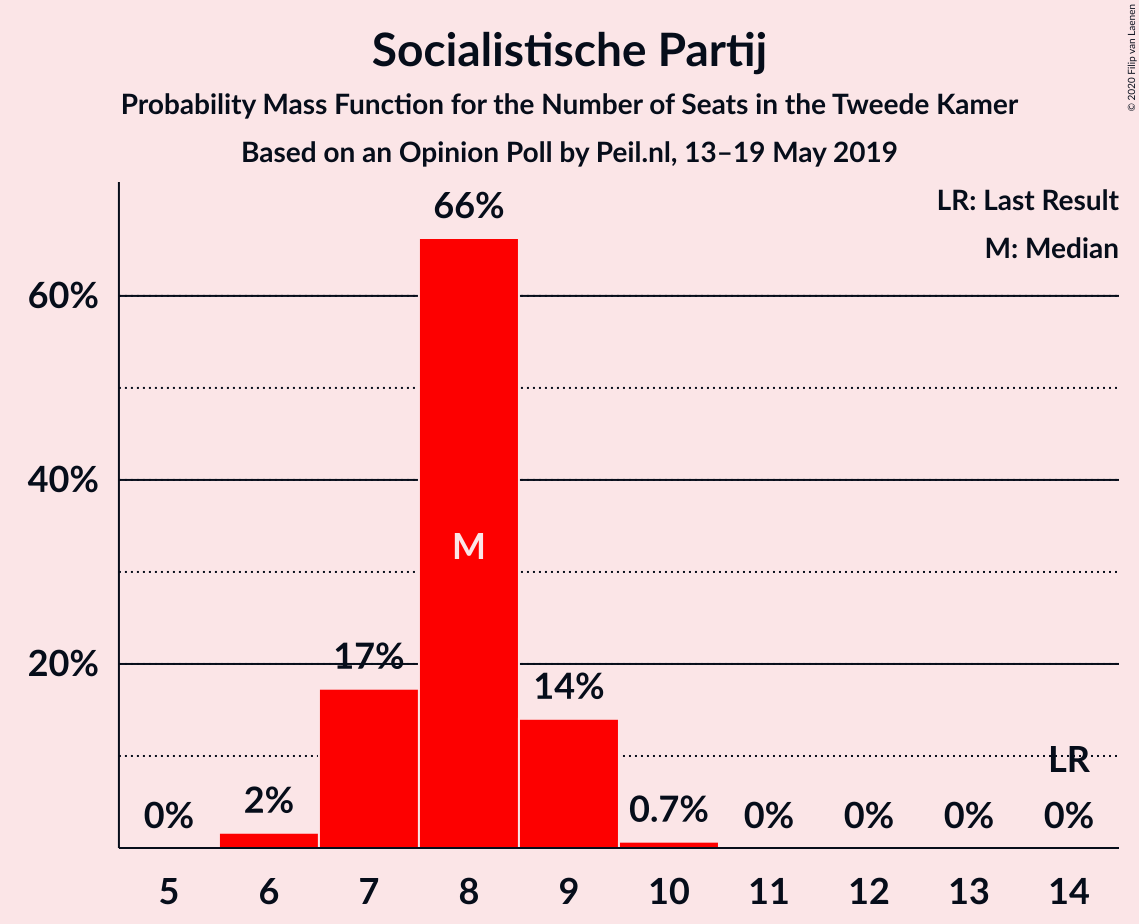 Socialistische Partij
Probability Mass Function for the Number of Seats in the Tweede Kamer
Based on an Opinion Poll by Peil.nl, 13–19 May 2019
© 2020 Filip van Laenen
LR: Last Result
M: Median
60%
40%
20%
0%
2%
17%
66%
M
14%
0.7%
0%
0%
0%
LR
0%
5 6 7 8 9 10 11 12 13 14